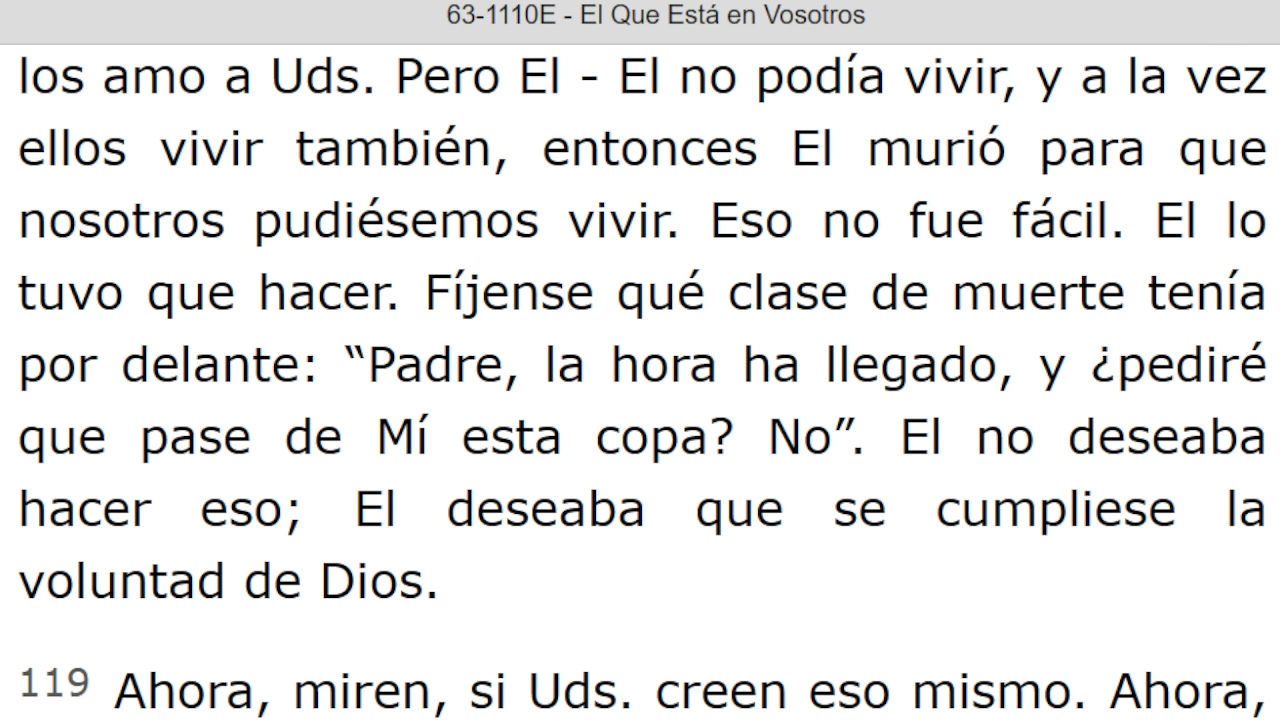 63-1110E - El Que Está en Vosotros
los amo a Uds. Pero El - El no podía vivir, y a la vez
ellos vivir también, entonces El murió para que
nosotros pudiésemos vivir. Eso no fue fácil. El lo
tuvo que hacer. Fíjense qué clase de muerte tenía
por delante: “Padre, la hora ha llegado, y ¿pediré
que pase de Mí esta copa? No”. El no deseaba
hacer eso; El deseaba que se cumpliese la
voluntad de Dios.
119 Ahora, miren, si Uds. creen eso mismo. Ahora,